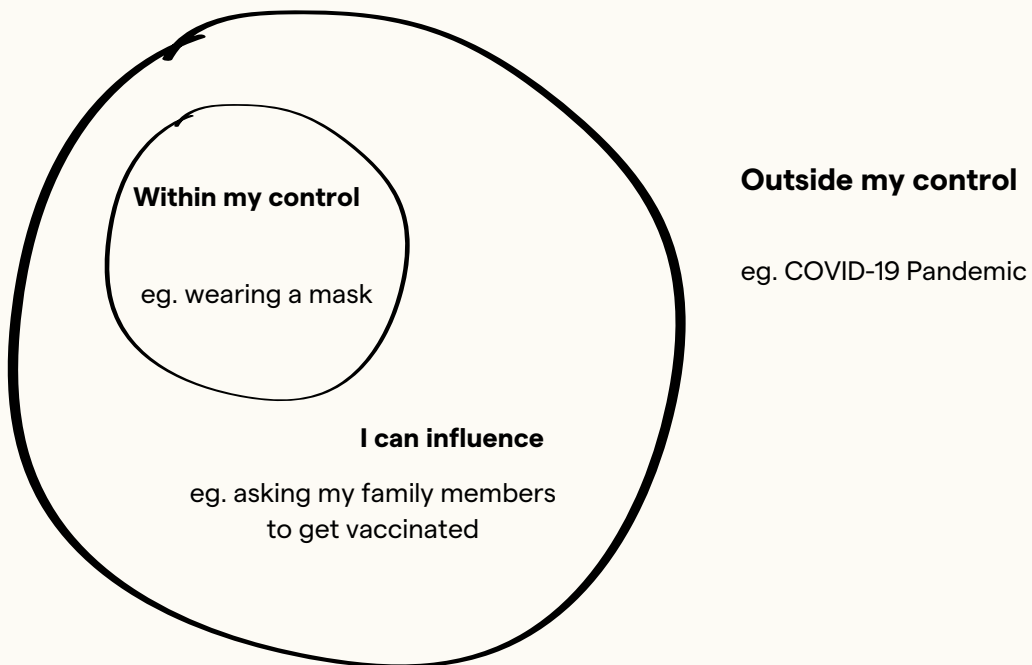 Within my control
eg. wearing a mask
I can influence
eg. asking my family members
to get vaccinated
Outside my control
eg. COVID-19 Pandemic